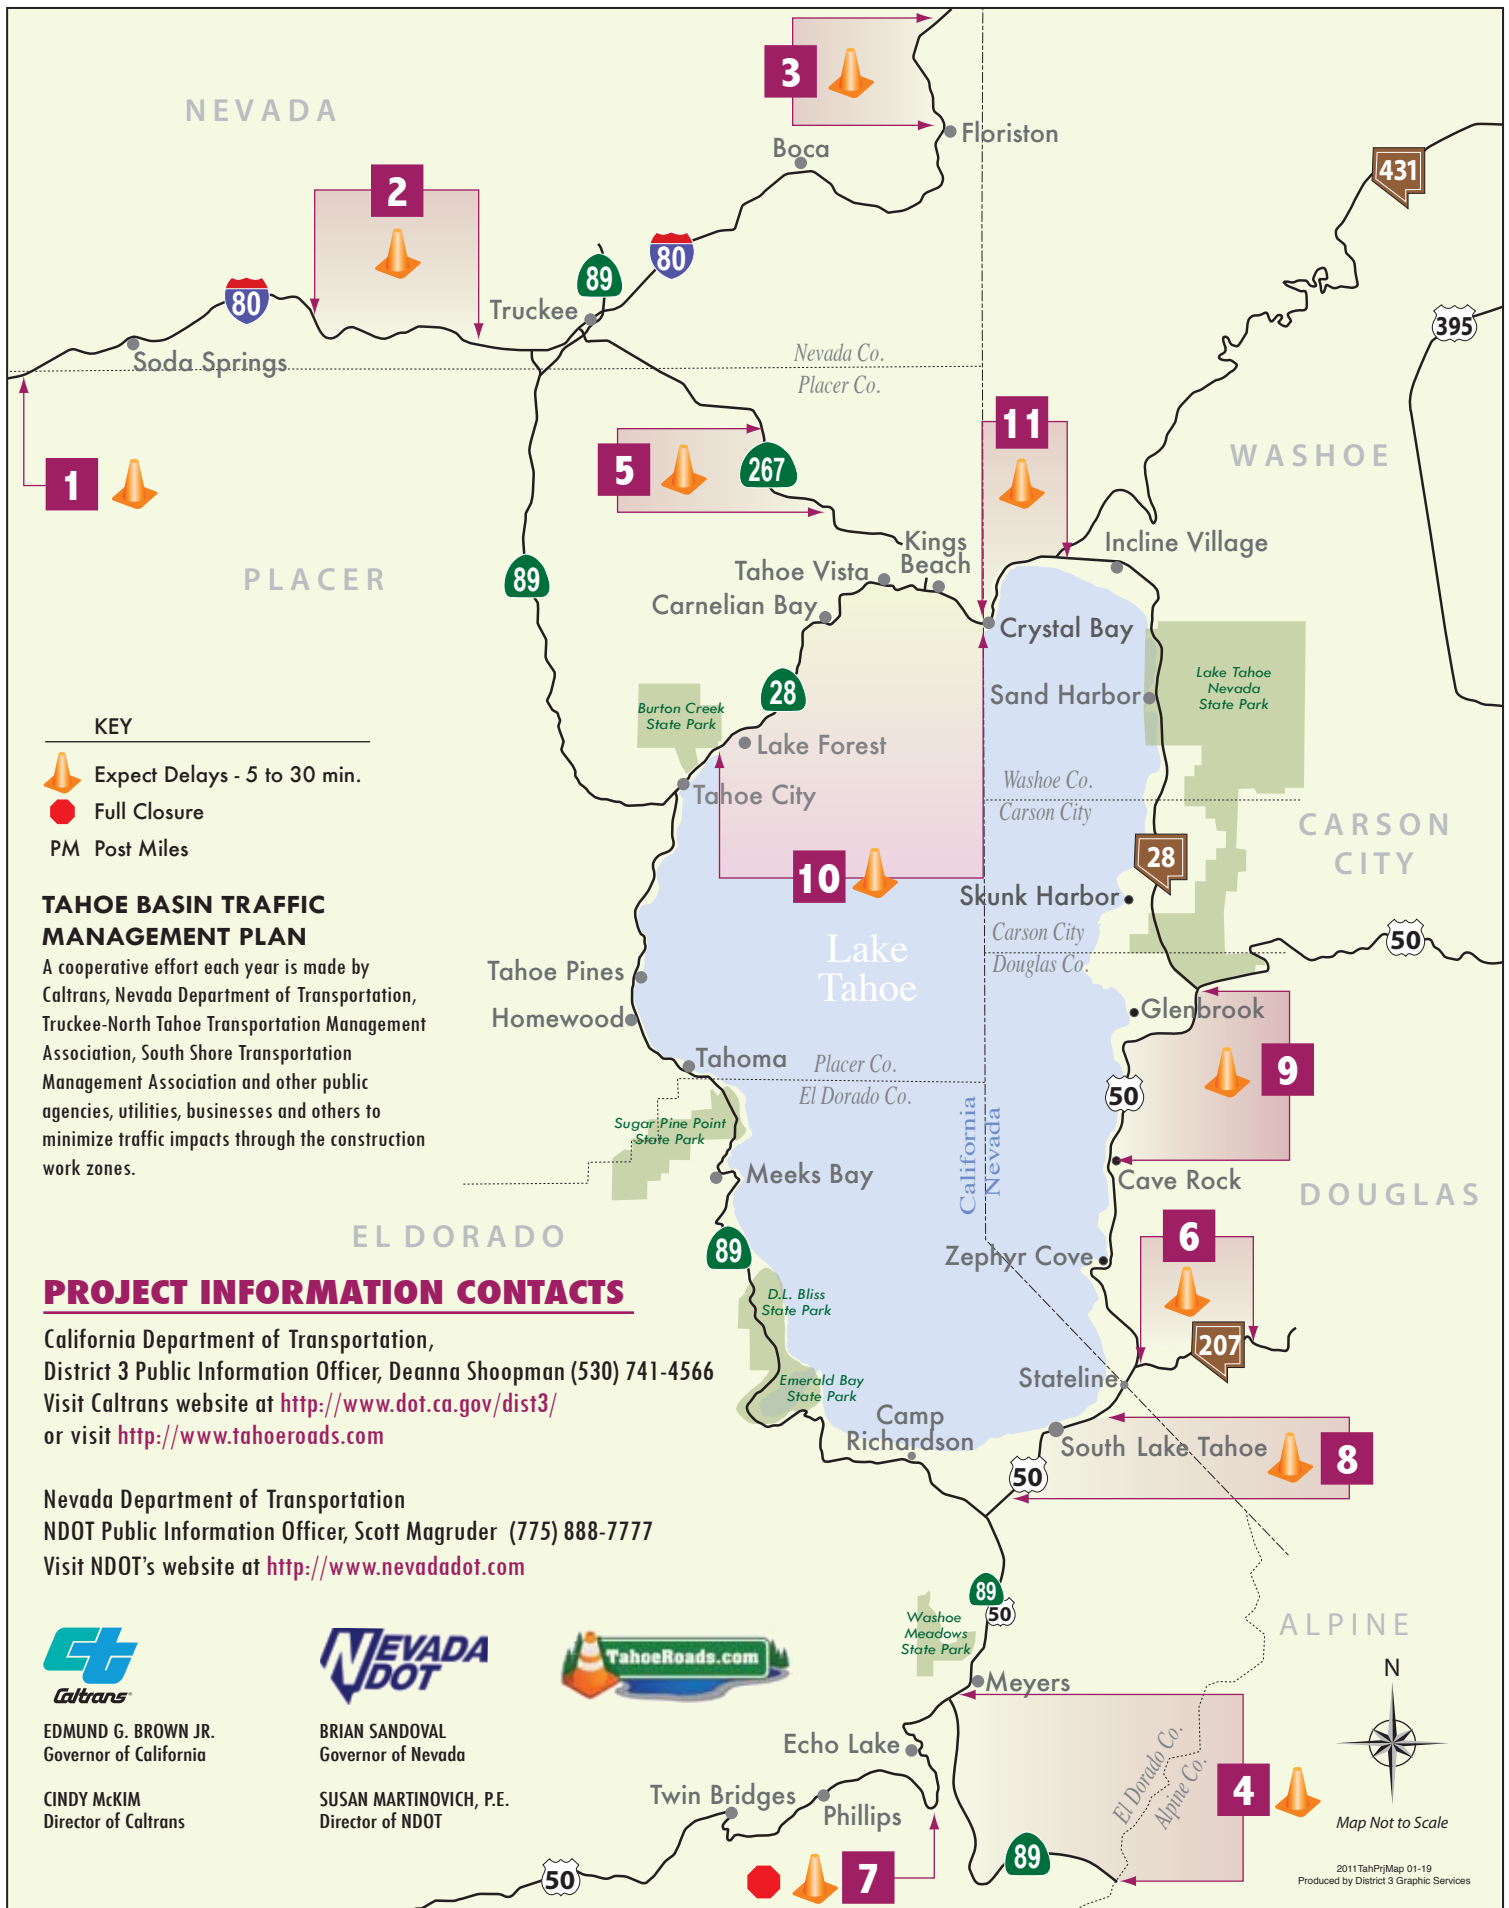 3
Floriston
Boca
NEVADA
431
2
80
89
80
Truckee
395
Soda Springs
Nevada Co.
Placer Co.
11
WASHOE
1
5
267
Kings
Beach
Incline Village
Tahoe Vista
PLACER
89
Carnelian Bay
Crystal Bay
28
Sand Harbor
Lake Tahoe
Nevada
State Park
Burton Creek
State Park
Lake Forest
Tahoe City
Washoe Co.
Carson City
CARSON
CITY
KEY
Expect Delays - 5 to 30 min.
Full Closure
PM Post Miles
28
10
Skunk Harbor
Carson City
Douglas Co.
50
TAHOE BASIN TRAFFIC
MANAGEMENT PLAN
A cooperative effort each year is made by
Caltrans, Nevada Department of Transportation,
Truckee-North Tahoe Transportation Management
Association, South Shore Transportation
Management Association and other public
agencies, utilities, businesses and others to
minimize traffic impacts through the construction
work zones.
Lake
Tahoe
Tahoe Pines
Homewood
Glenbrook
Tahoma
Placer Co.
El Dorado Co.
9
50
California
Nevada
Sugar Pine Point
State Park
Meeks Bay
Cave Rock
DOUGLAS
EL DORADO
89
6
Zephyr Cove
D.L. Bliss
State Park
207
Emerald Bay
State Park
Stateline
Camp
Richardson
South Lake Tahoe
8
50
PROJECT INFORMATION CONTACTS
California Department of Transportation,
District 3 Public Information Officer, Deanna Shoopman (530) 741-4566
Visit Caltrans website at http://www.dot.ca.gov/dist3/
or visit http://www.tahoeroads.com
Nevada Department of Transportation
NDOT Public Information Officer, Scott Magruder (775) 888-7777
Visit NDOT's website at http://www.nevadadot.com
89
50
Washoe
Meadows
State Park
ALPINE
Meyers
Echo Lake
Twin Bridges
Phillips
El Dorado Co.
Alpine Co.
4
89
7
50
ct
Caltrans
NEVADA
DOT
TahoeRoads.com
EDMUND G. BROWN JR.
Governor of California
CINDY McKIM
Director of Caltrans
BRIAN SANDOVAL
Governor of Nevada
SUSAN MARTINOVICH, P.E.
Director of NDOT
N
Map Not to Scale
2011TahPrjMap 01-19
Produced by District 3 Graphic Services